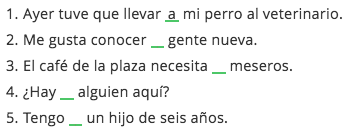 1. Ayer tuve que llevar a mi perro al veterinario.
2. Me gusta conocer __ gente nueva.
3. El café de la plaza necesita __ meseros.
4. ¿Hay __ alguien aquí?
5. Tengo __ un hijo de seis años.